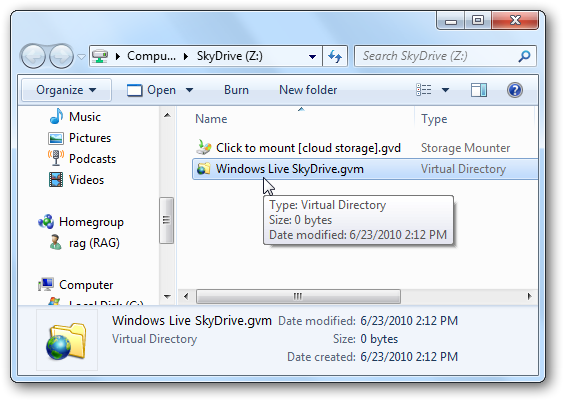 Compu... ▸ SkyDrive (Z:)
Search SkyDrive (Z:)
Organize Open Burn New folder
Music
Pictures
Podcasts
Videos
Homegroup
rag (RAG)
Computer
Local Disk (C:)
Name Type
Click to mount [cloud storage].gvd Storage Mounter
Windows Live SkyDrive.gvm Virtual Directory
Type: Virtual Directory
Size: 0 bytes
Date modified: 6/23/2010 2:12 PM
Windows Live SkyDrive.gvm Date modified: 6/23/2010 2:12 PM
Virtual Directory Size: 0 bytes
Date created: 6/23/2010 2:12 PM